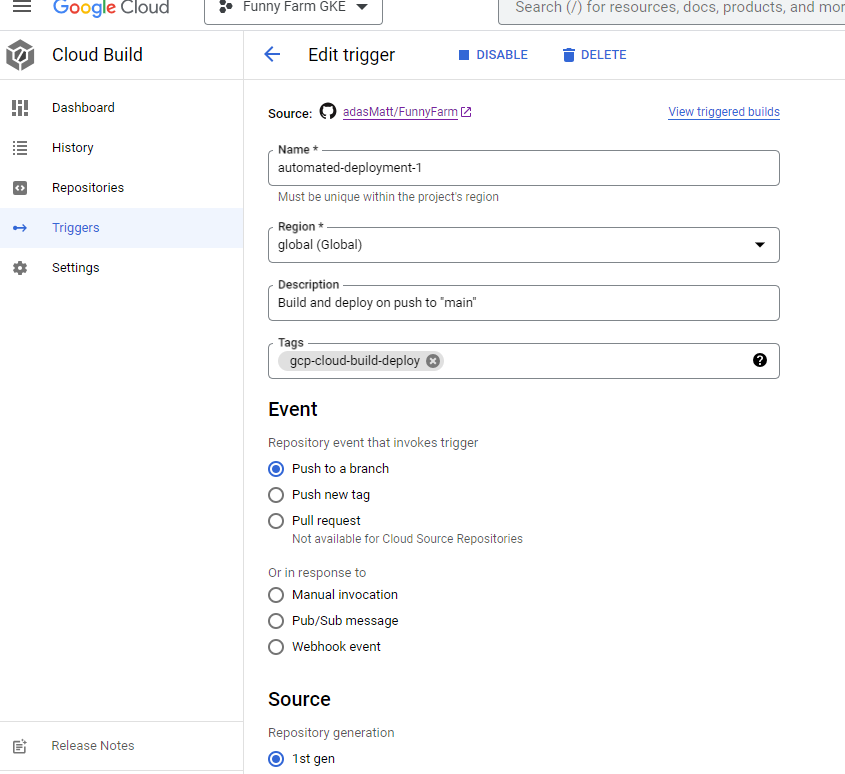 Google Cloud
Funny Farm GKE
Search (/) for resources, docs, products, and mor
Cloud Build
Edit trigger
DISABLE
DELETE
Dashboard
History
Repositories
Triggers
Settings
Release Notes
Source: adasMatt/FunnyFarm
View triggered builds
Name *
automated-deployment-1
Must be unique within the project's region
Region *
global (Global)
Description
Build and deploy on push to "main"
Tags
gcp-cloud-build-deploy
Event
Repository event that invokes trigger
Push to a branch
Push new tag
Pull request
Not available for Cloud Source Repositories
Or in response to
Manual invocation
Pub/Sub message
Webhook event
Source
Repository generation
1st gen